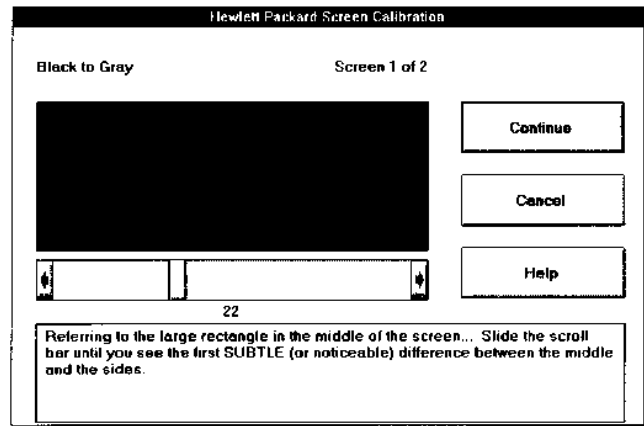 Hewlett Packard Screen Calibration
Black to Gray
Screen 1 of 2
Continue
Cancel
Help
22
Referring to the large rectangle in the middle of the screen... Slide the scroll
bar until you see the first SUBTLE (or noticeable) difference between the middle
and the sides.